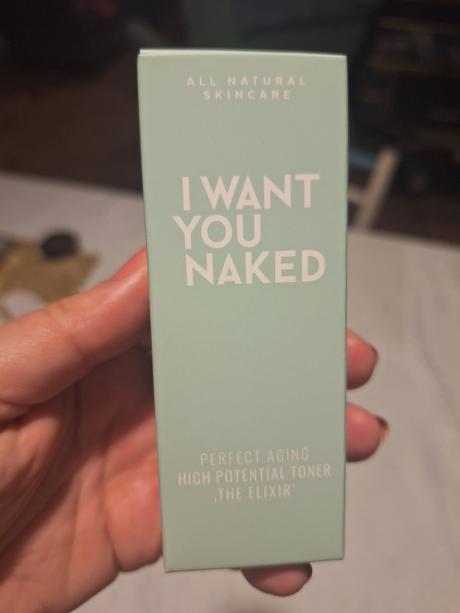 ALL NATURAL
SKINCARE
I WANT
YOU
NAKED
PERFECT AGING
HIGH POTENTIAL TONER
‚THE ELIXIR‘